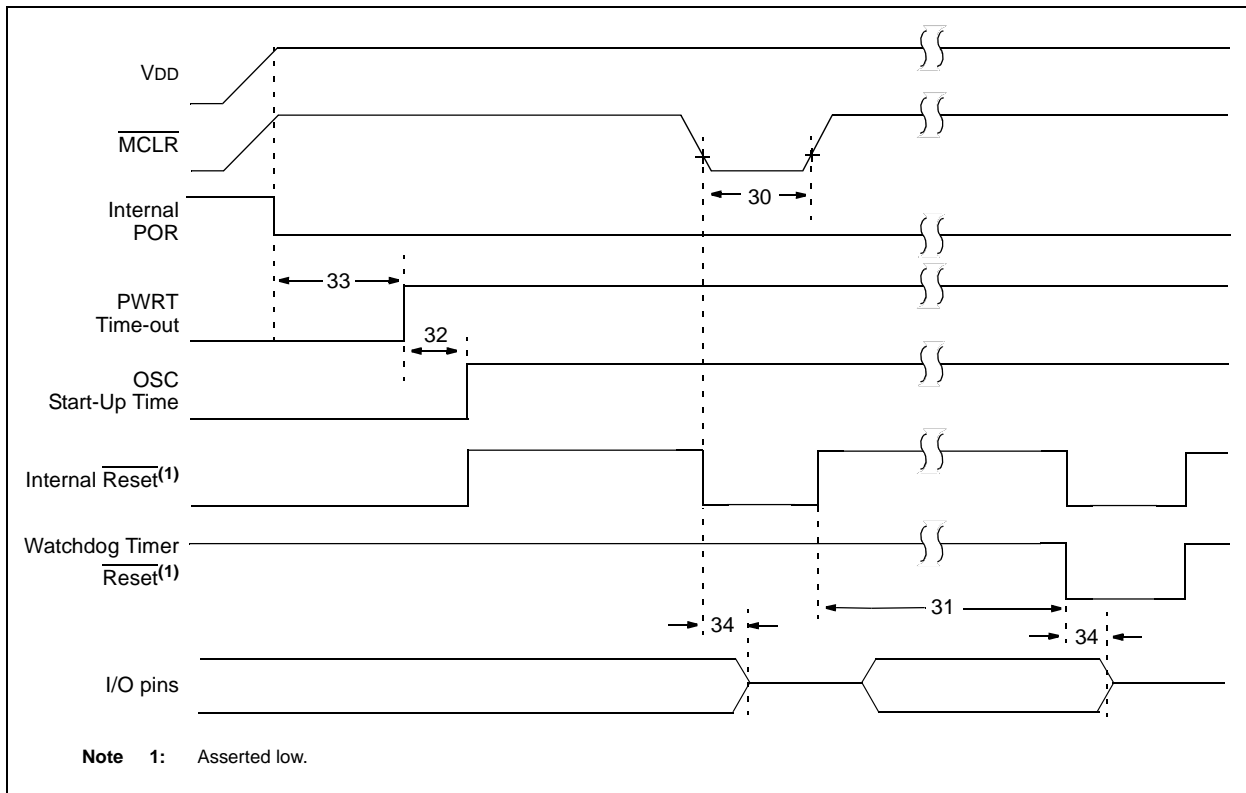 VDD
MCLR
30
Internal
POR
33
PWRT
Time-out
32
OSC
Start-Up Time
Internal Reset(1)
Watchdog Timer
Reset(1)
31
34
34
I/O pins
Note 1: Asserted low.